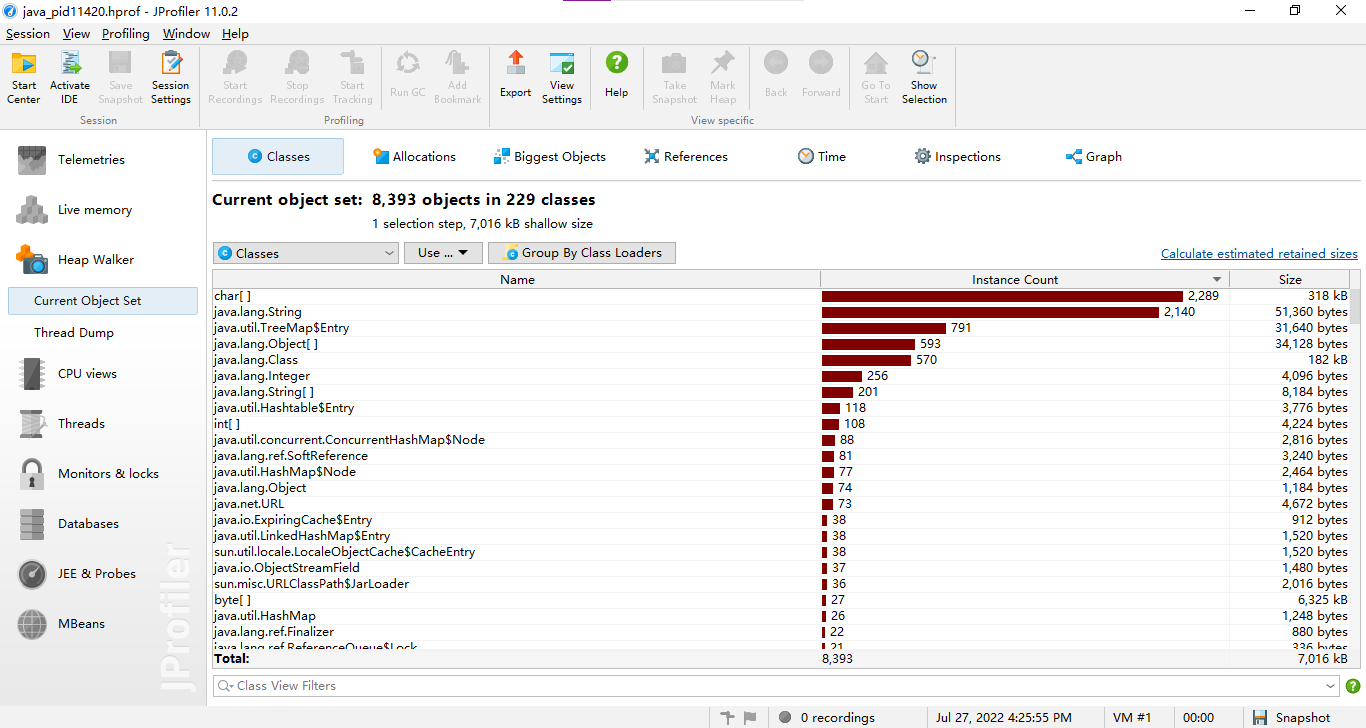 java_pid11420.hprof - JProfiler 11.0.2
Session View Profiling Window Help
Start Center
Activate IDE
Save Snapshot
Session Settings
Start Recordings
Stop Recordings
Start Tracking
Run GC
Add Bookmark
Export
View Settings
Help
Take Snapshot
Mark Heap
Back
Forward
Go To Start
Show Selection
Session
Profiling
View specific
Telemetries
Live memory
Heap Walker
Current Object Set
Thread Dump
CPU views
Threads
Monitors & locks
Databases
JEE & Probes
MBeans
JProfiler
Classes Allocations Biggest Objects References Time Inspections Graph
Current object set: 8,393 objects in 229 classes
1 selection step, 7,016 kB shallow size
Classes Use ... Group By Class Loaders Calculate estimated retained sizes
Name Instance Count Size
char[ ] 2,289 318 kB
java.lang.String 2,140 51,360 bytes
java.util.TreeMap$Entry 791 31,640 bytes
java.lang.Object[ ] 593 34,128 bytes
java.lang.Class 570 182 kB
java.lang.Integer 256 4,096 bytes
java.lang.String[ ] 201 8,184 bytes
java.util.Hashtable$Entry 118 3,776 bytes
int[ ] 108 4,224 bytes
java.util.concurrent.ConcurrentHashMap$Node 88 2,816 bytes
java.lang.ref.SoftReference 81 3,240 bytes
java.util.HashMap$Node 77 2,464 bytes
java.lang.Object 74 1,184 bytes
java.net.URL 73 4,672 bytes
java.io.ExpiringCache$Entry 38 912 bytes
java.util.LinkedHashMap$Entry 38 1,520 bytes
sun.util.locale.LocaleObjectCache$CacheEntry 38 1,520 bytes
java.io.ObjectStreamField 37 1,480 bytes
sun.misc.URLClassPath$JarLoader 36 2,016 bytes
byte[ ] 27 6,325 kB
java.util.HashMap 26 1,248 bytes
java.lang.ref.Finalizer 22 880 bytes
java.lang.ref.ReferenceQueue$Lock 21 336 bytes
Total: 8,393 7,016 kB
Class View Filters
0 recordings Jul 27, 2022 4:25:55 PM VM #1 00:00 Snapshot